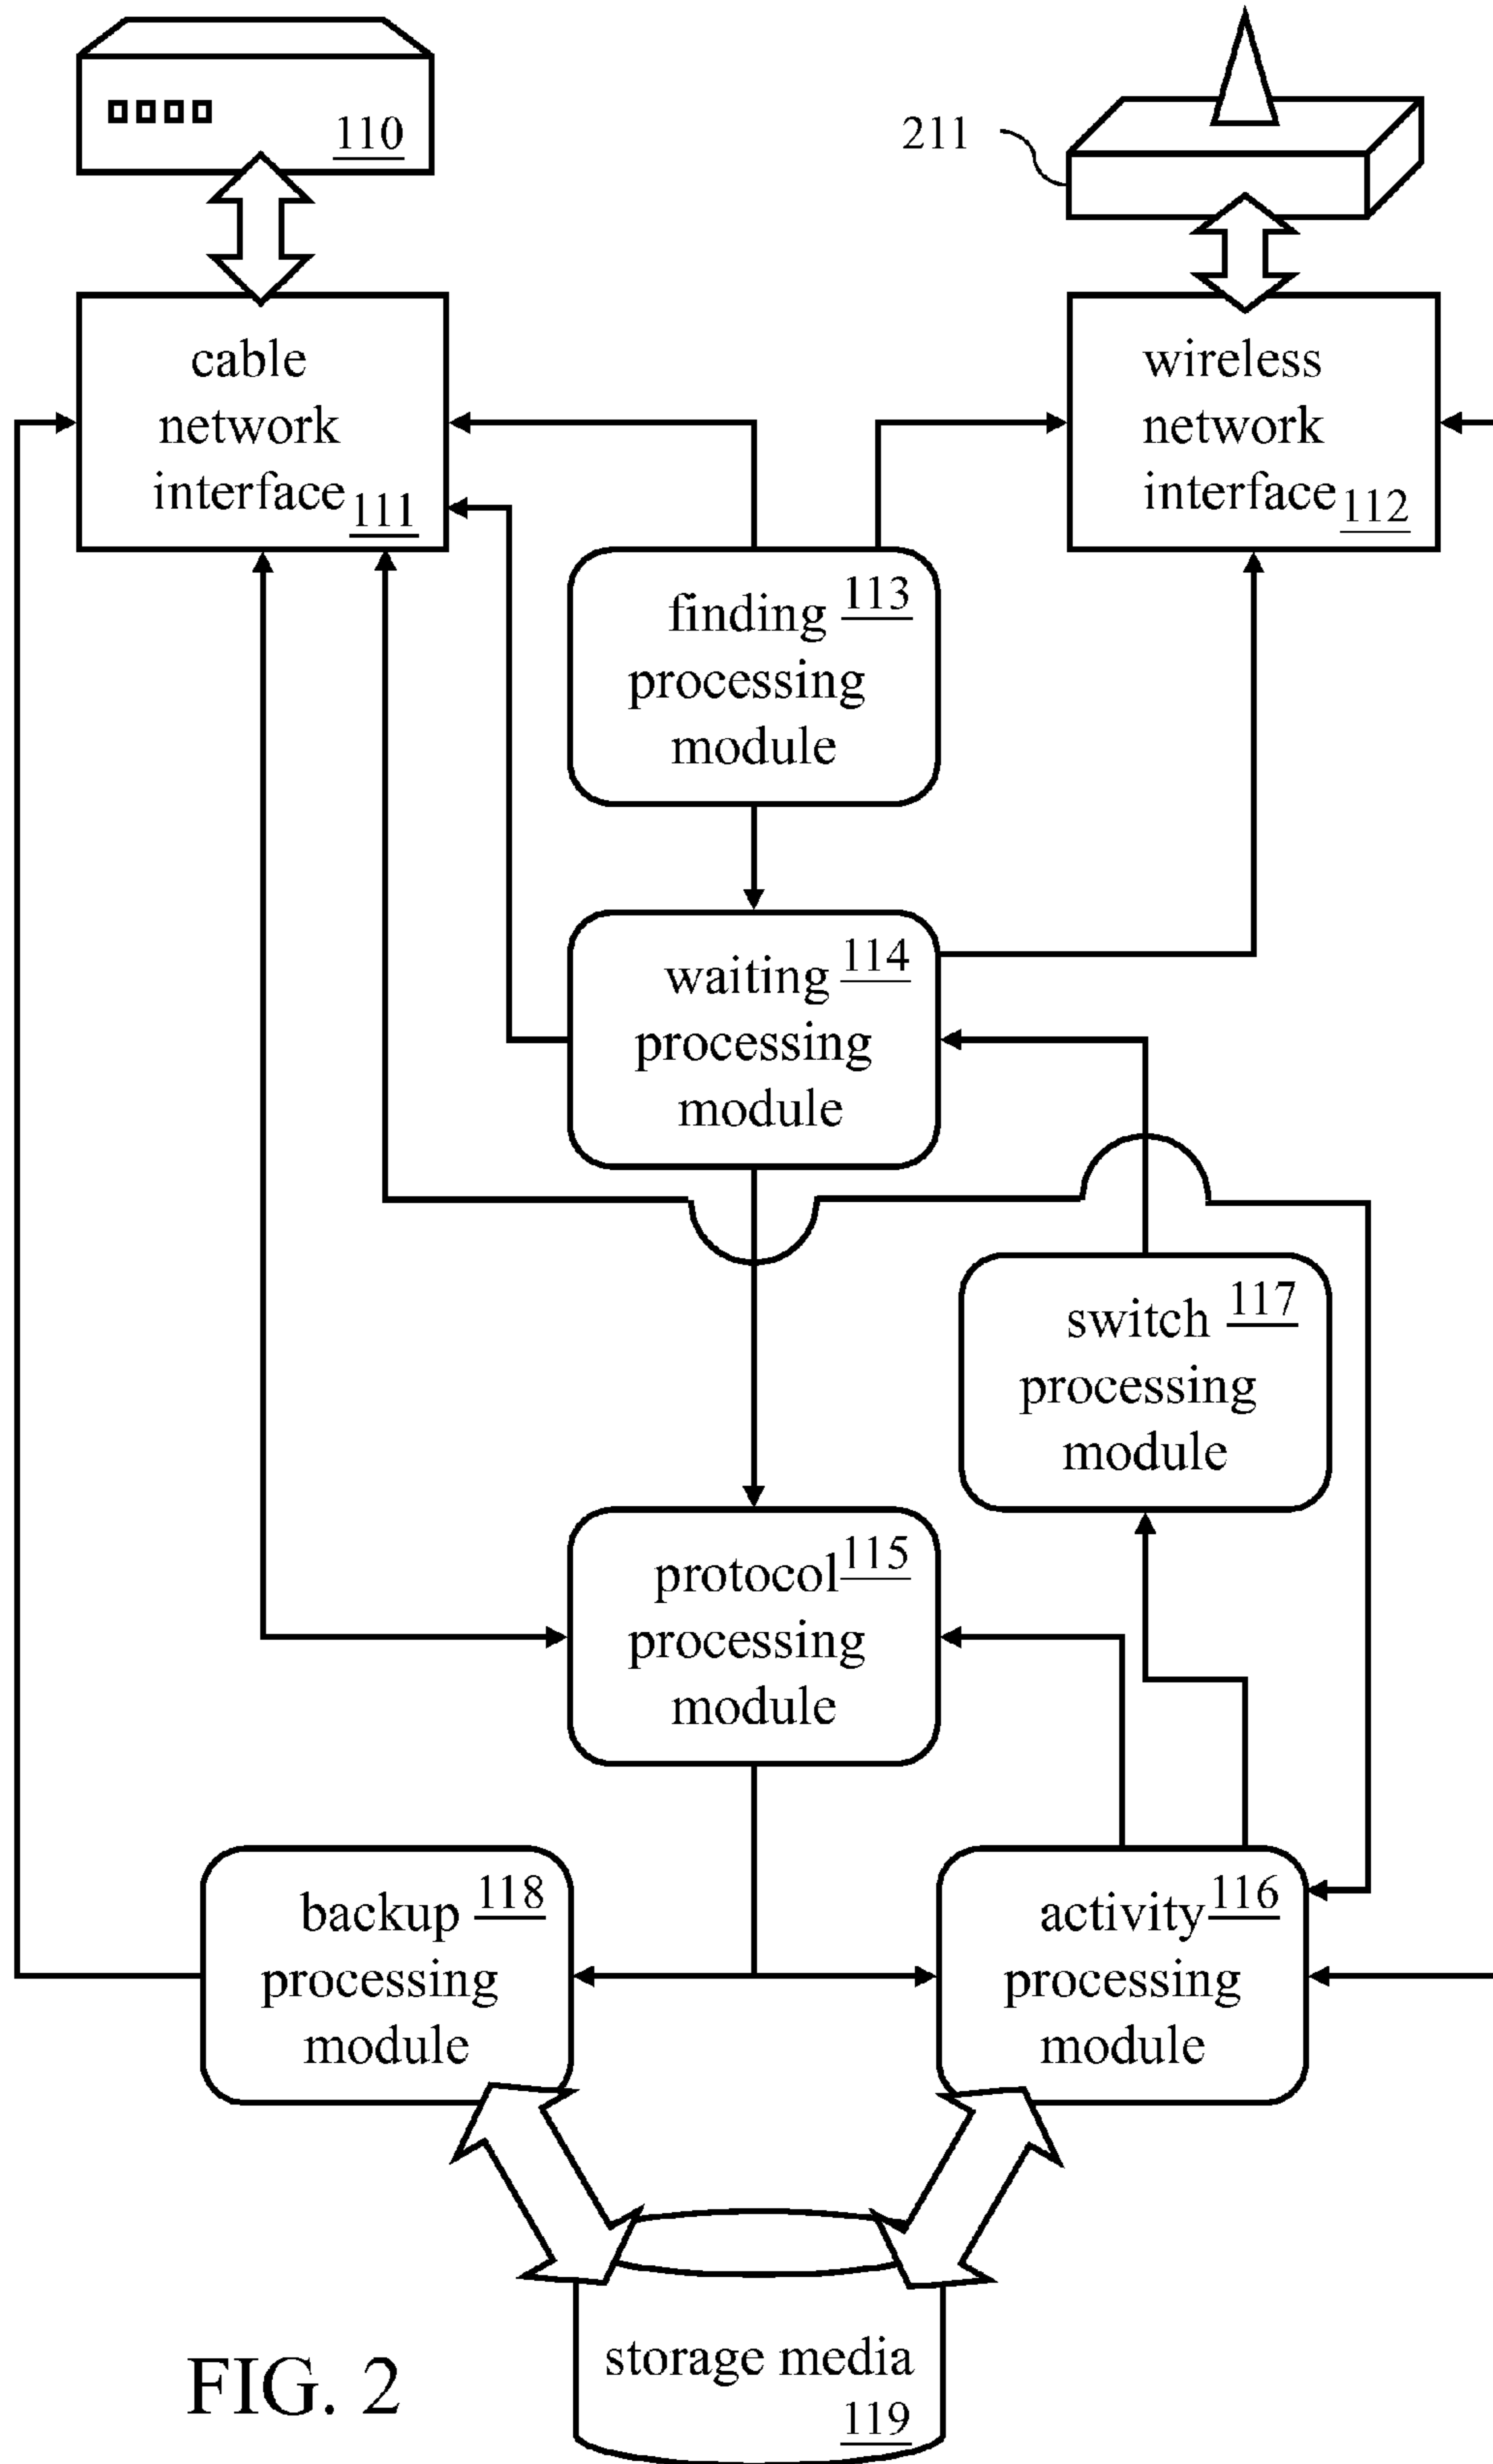 110
211
cable
network
interface 111
wireless
network
interface 112
finding 113
processing
module
waiting 114
processing
module
switch 117
processing
module
protocol 115
processing
module
backup 118
processing
module
activity 116
processing
module
storage media
119
FIG. 2